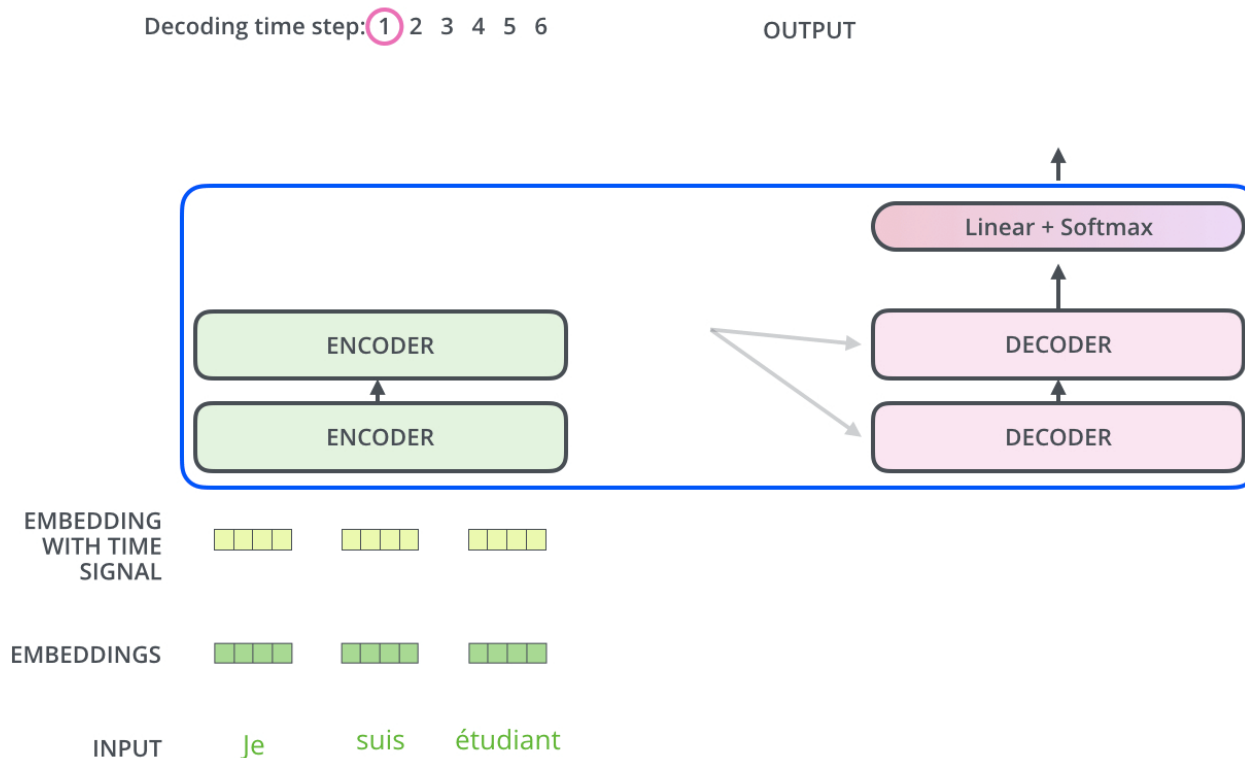 Decoding time step: 1 2 3 4 5 6
OUTPUT
Linear + Softmax
ENCODER
DECODER
ENCODER
DECODER
EMBEDDING
WITH TIME
SIGNAL
EMBEDDINGS
INPUT
Je suis étudiant